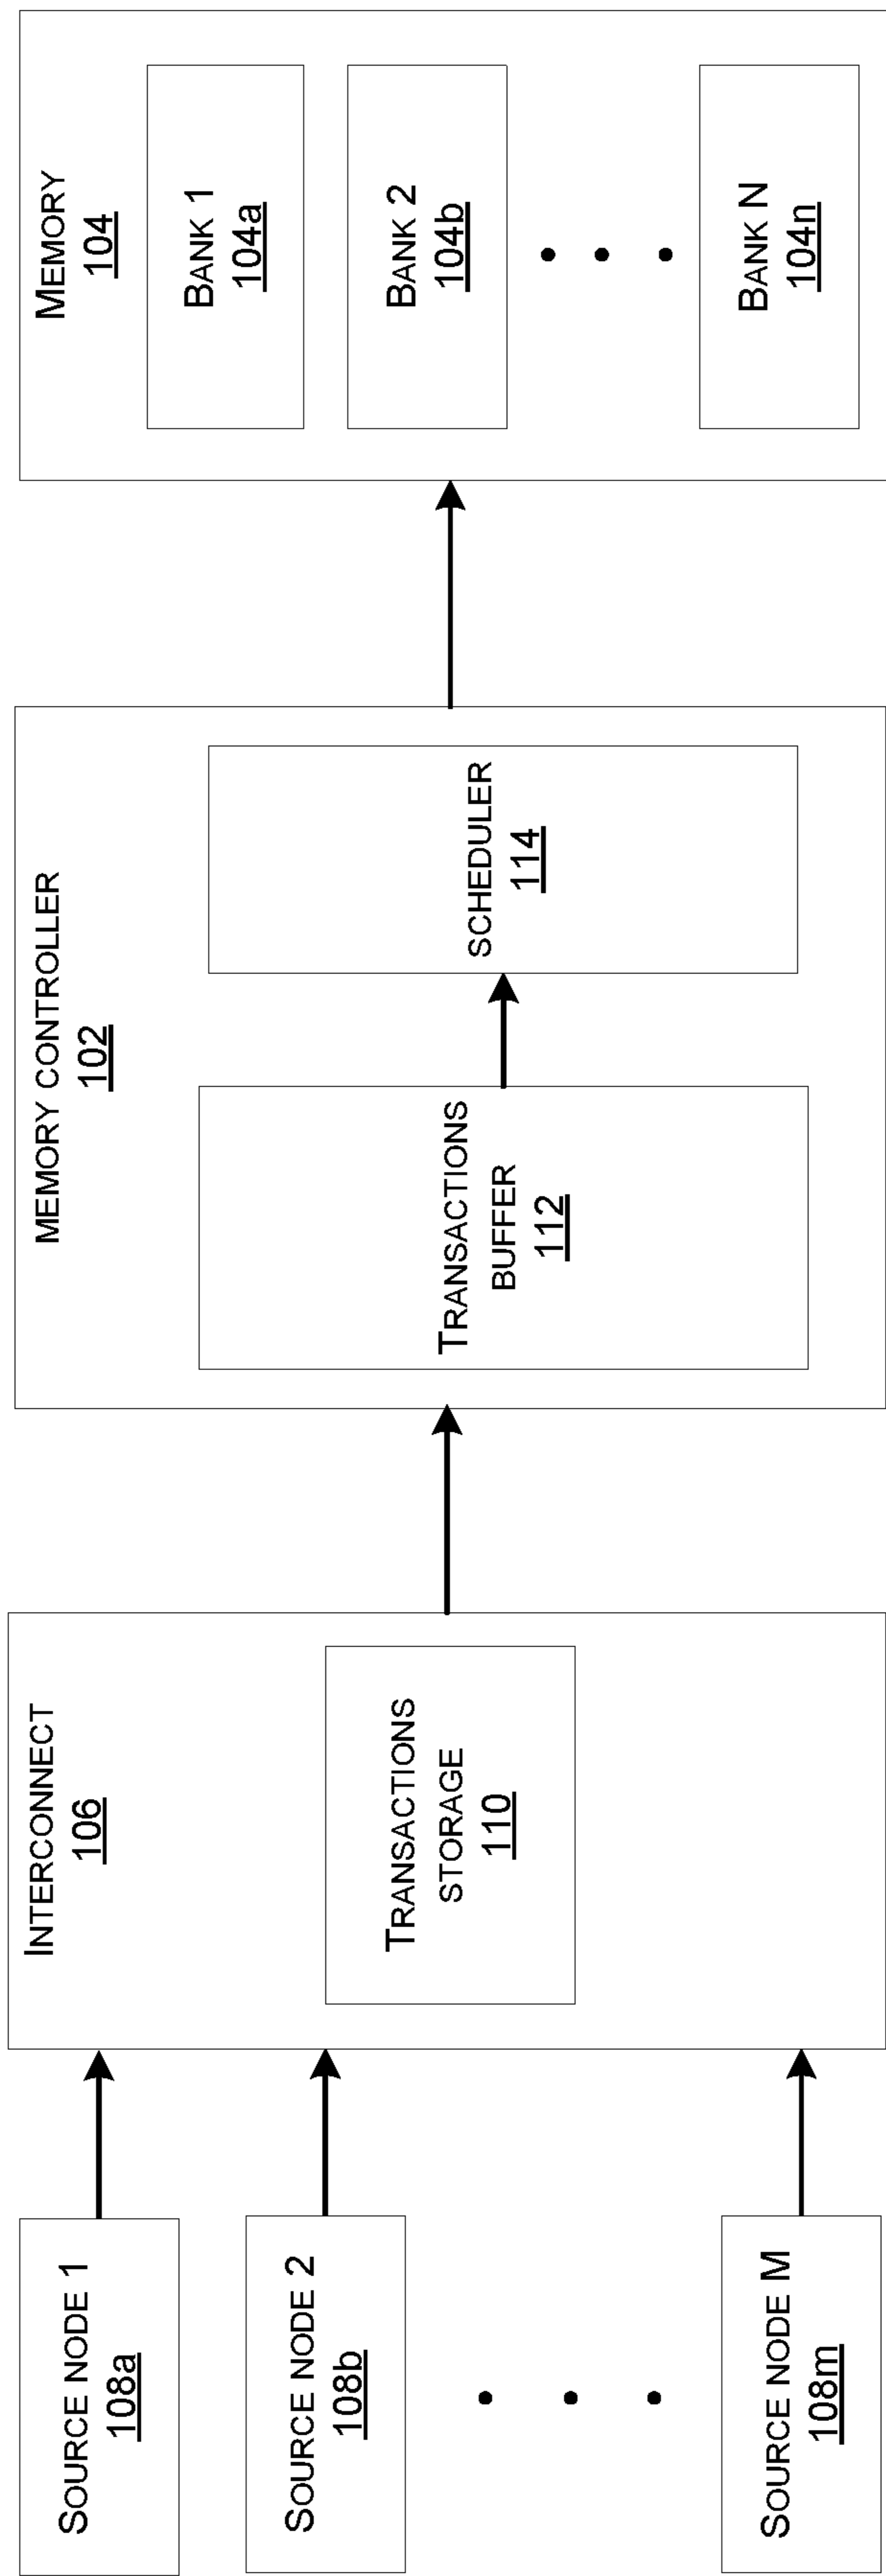 SOURCE NODE 1
108a
SOURCE NODE 2
108b
SOURCE NODE M
108m
INTERCONNECT
106
TRANSACTIONS
STORAGE
110
MEMORY CONTROLLER
102
TRANSACTIONS
BUFFER
112
SCHEDULER
114
MEMORY
104
BANK 1
104a
BANK 2
104b
BANK N
104n